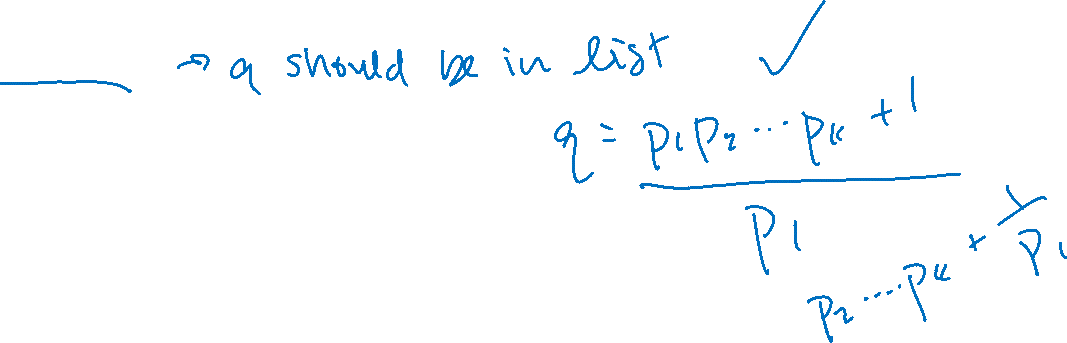 → q should be in list ✓
q = p₁p₂...pₖ + 1
p₁
p₂.....pₖ + 1/p₁